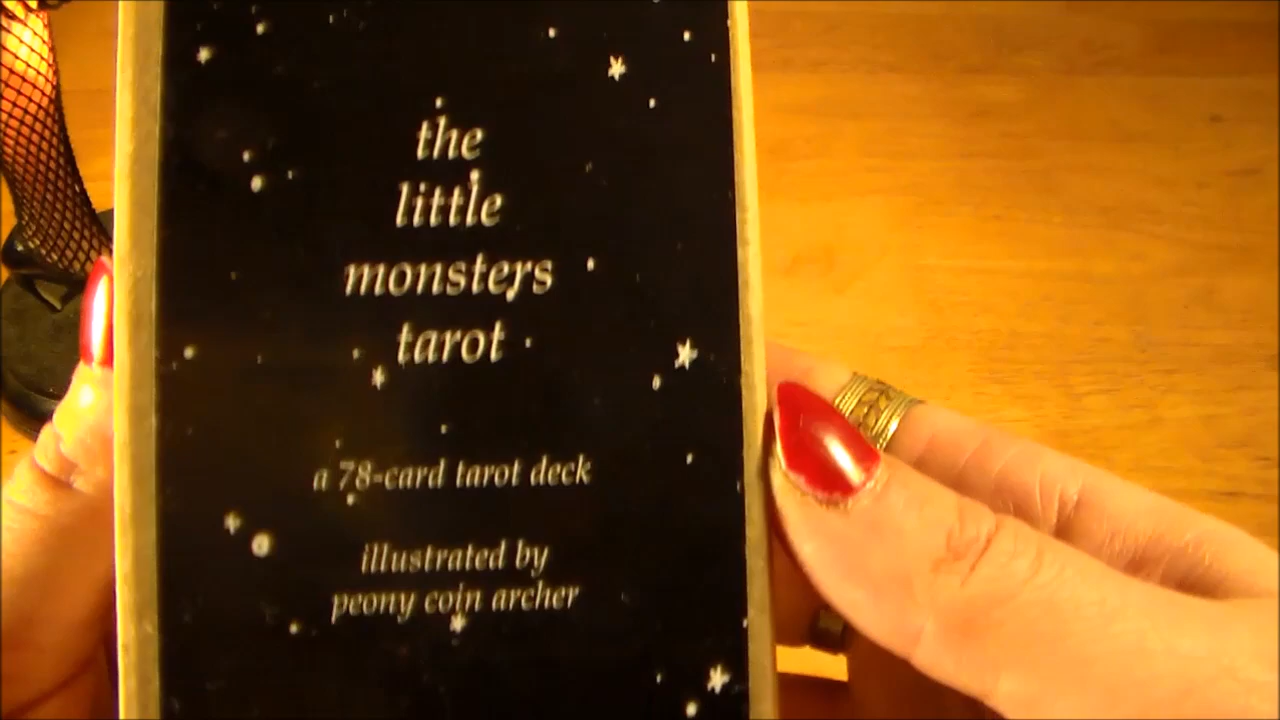 the
little
monsters
tarot
a 78-card tarot deck
illustrated by
peony coin archer